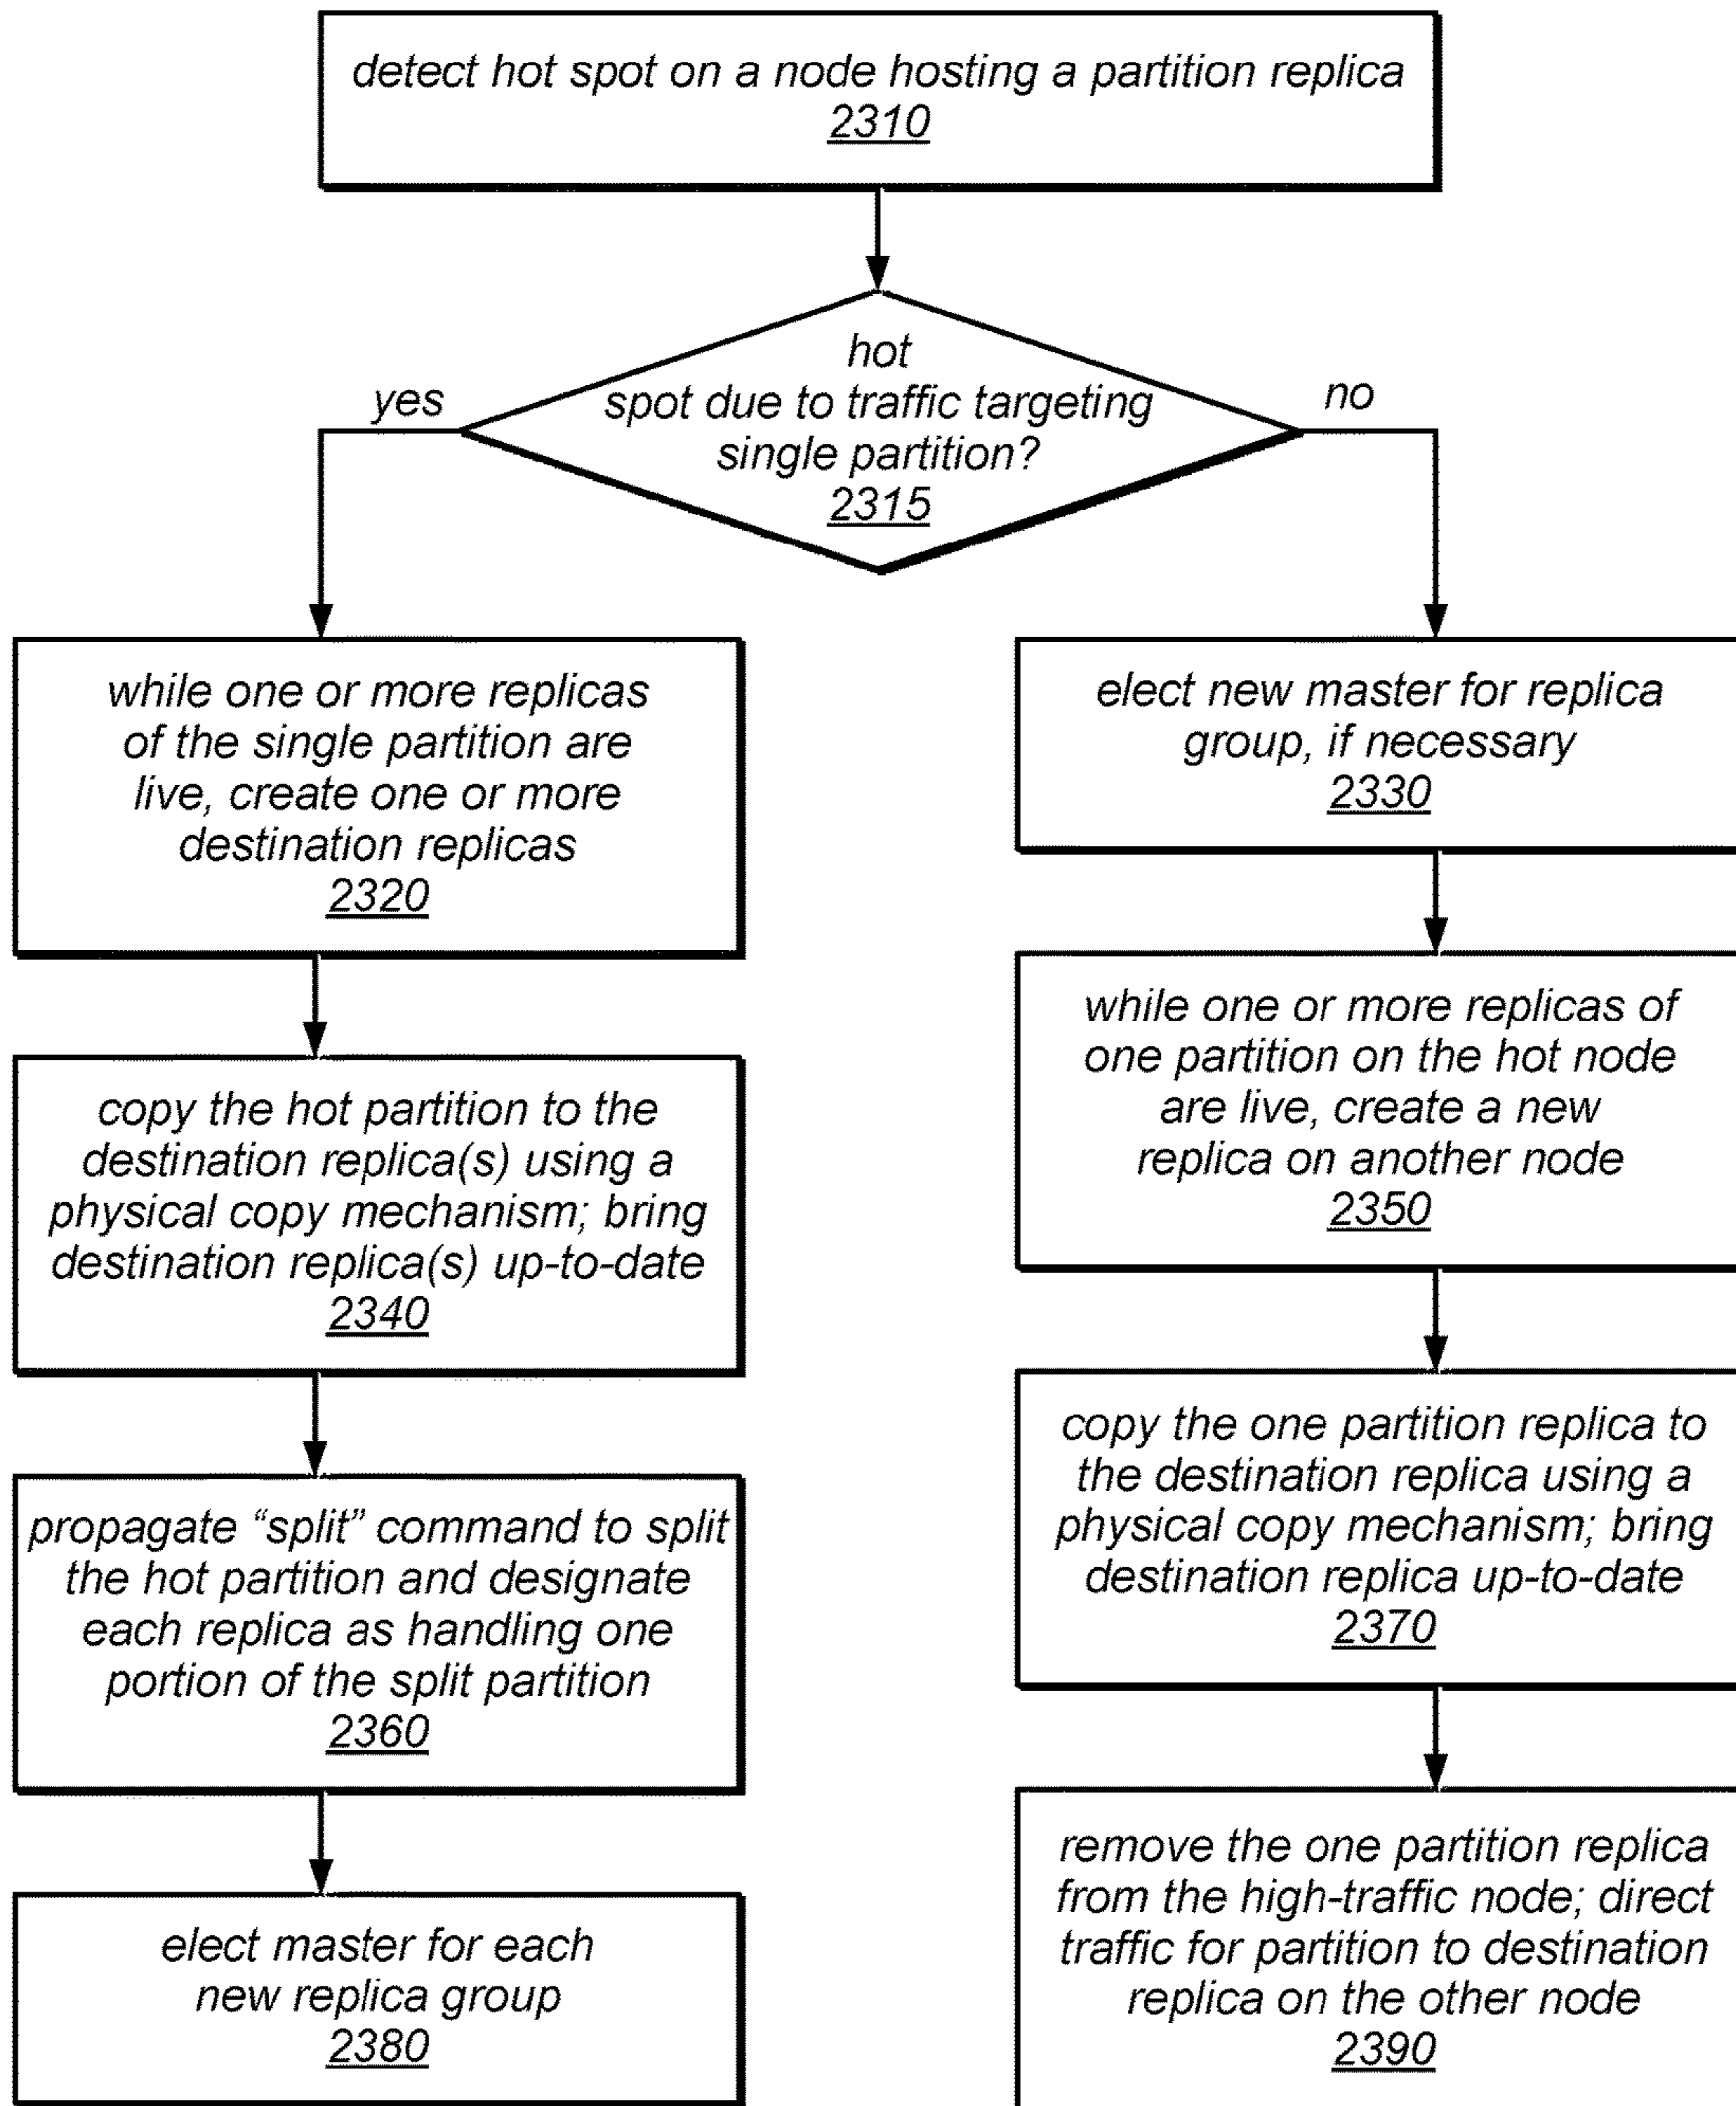 detect hot spot on a node hosting a partition replica
2310
hot
spot due to traffic targeting
single partition?
2315
yes
no
while one or more replicas
of the single partition are
live, create one or more
destination replicas
2320
copy the hot partition to the
destination replica(s) using a
physical copy mechanism; bring
destination replica(s) up-to-date
2340
propagate “split” command to split
the hot partition and designate
each replica as handling one
portion of the split partition
2360
elect master for each
new replica group
2380
elect new master for replica
group, if necessary
2330
while one or more replicas of
one partition on the hot node
are live, create a new
replica on another node
2350
copy the one partition replica to
the destination replica using a
physical copy mechanism; bring
destination replica up-to-date
2370
remove the one partition replica
from the high-traffic node; direct
traffic for partition to destination
replica on the other node
2390